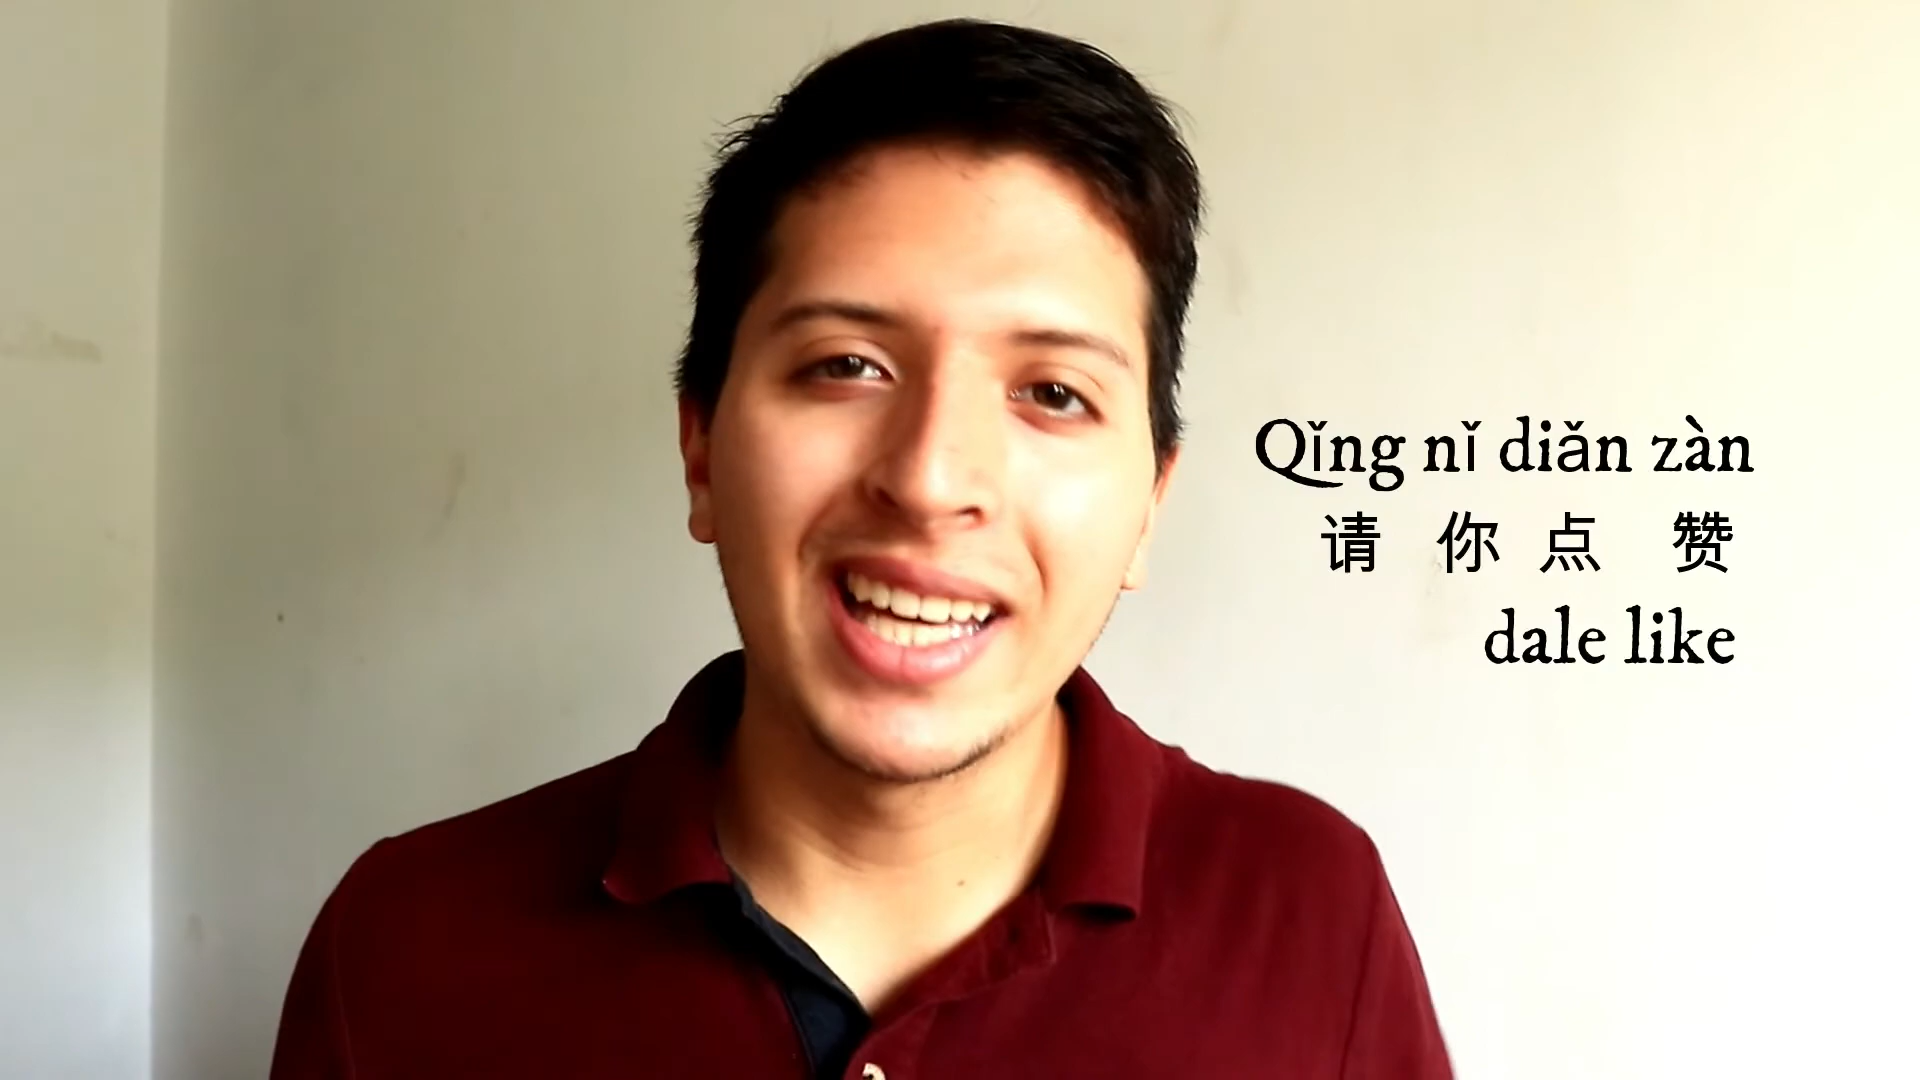 Qǐng nǐ diǎn zàn
请 你 点 赞
dale like